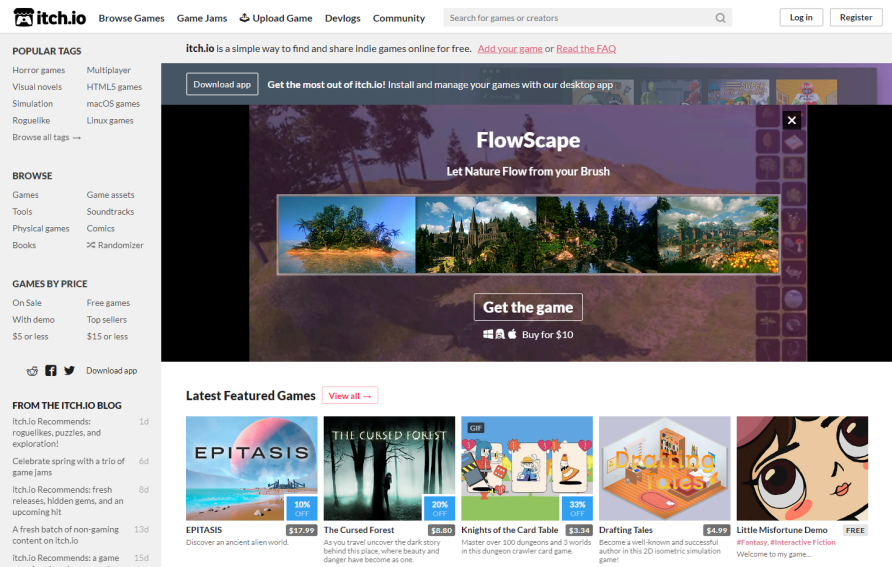 itch.io
Browse Games
Game Jams
Upload Game
Devlogs
Community
Search for games or creators
Log in
Register
POPULAR TAGS
Horror games
Multiplayer
Visual novels
HTML5 games
Simulation
macOS games
Roguelike
Linux games
Browse all tags →
BROWSE
Games
Game assets
Tools
Soundtracks
Physical games
Comics
Books
Randomizer
GAMES BY PRICE
On Sale
Free games
With demo
Top sellers
$5 or less
$15 or less
Download app
FROM THE ITCH.IO BLOG
itch.io Recommends: 1d
roguelikes, puzzles, and
exploration!
Celebrate spring with a trio of 6d
game jams
itch.io Recommends: fresh 8d
releases, hidden gems, and an
upcoming hit
A fresh batch of non-gaming 13d
content on itch.io
itch.io Recommends: a game 15d
itch.io is a simple way to find and share indie games online for free. Add your game or Read the FAQ
Download app
Get the most out of itch.io! Install and manage your games with our desktop app
FlowScape
Let Nature Flow from your Brush
Get the game
Buy for $10
Latest Featured Games
View all →
EPITASIS
10%
OFF
EPITASIS
$17.99
Discover an ancient alien world.
THE CURSED FOREST
20%
OFF
The Cursed Forest
$8.80
As you travel uncover the dark story
behind this place, where beauty and
danger have become as one.
GIF
33%
OFF
Knights of the Card Table
$3.34
Master over 100 dungeons and 3 worlds
in this dungeon crawler card game.
Drafting
Tales
Drafting Tales
$4.99
Become a well-known and successful
author in this 2D isometric simulation
game!
Little Misfortune Demo
FREE
#Fantasy, #Interactive Fiction
Welcome to my game...